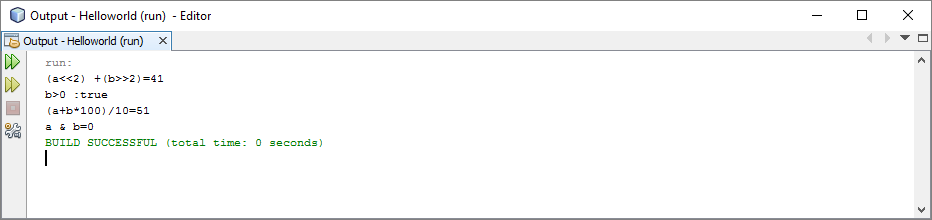 Output - Helloworld (run) - Editor
Output - Helloworld (run)
run:
(a<<2) +(b>>2)=41
b>0 :true
(a+b*100)/10=51
a & b=0
BUILD SUCCESSFUL (total time: 0 seconds)